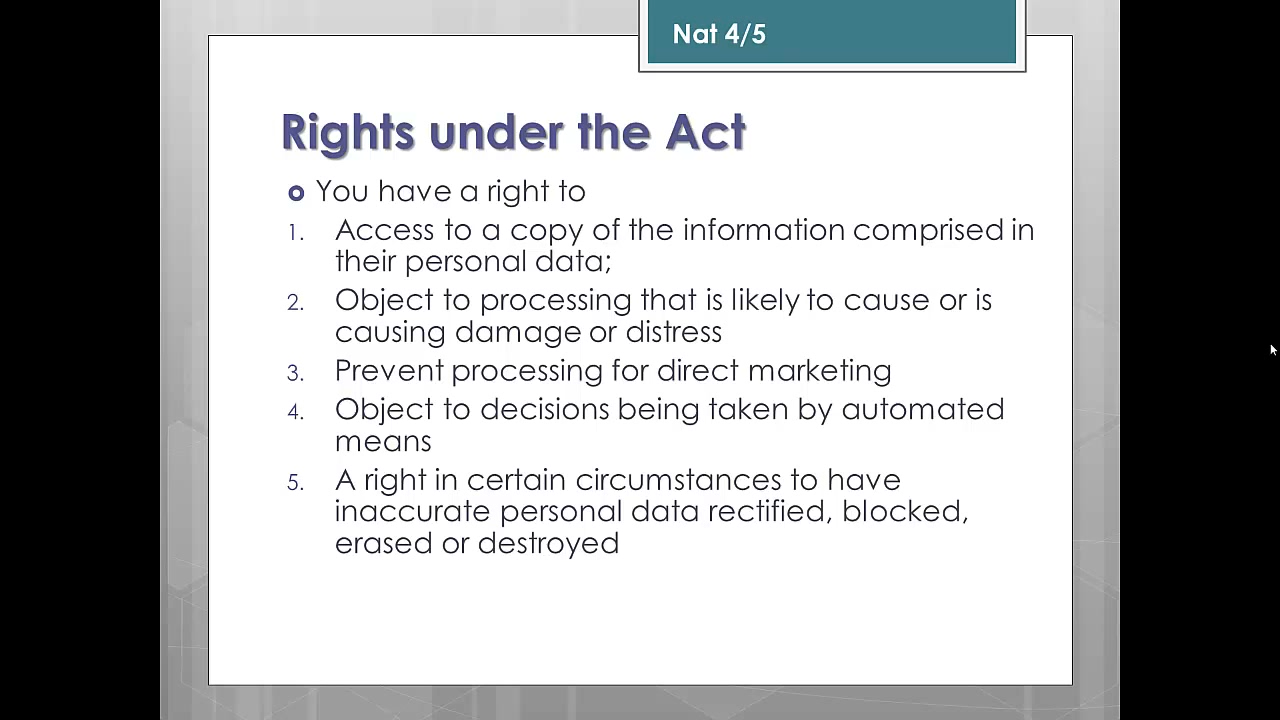 Nat 4/5
Rights under the Act
You have a right to
1. Access to a copy of the information comprised in
their personal data;
2. Object to processing that is likely to cause or is
causing damage or distress
3. Prevent processing for direct marketing
4. Object to decisions being taken by automated
means
5. A right in certain circumstances to have
inaccurate personal data rectified, blocked,
erased or destroyed